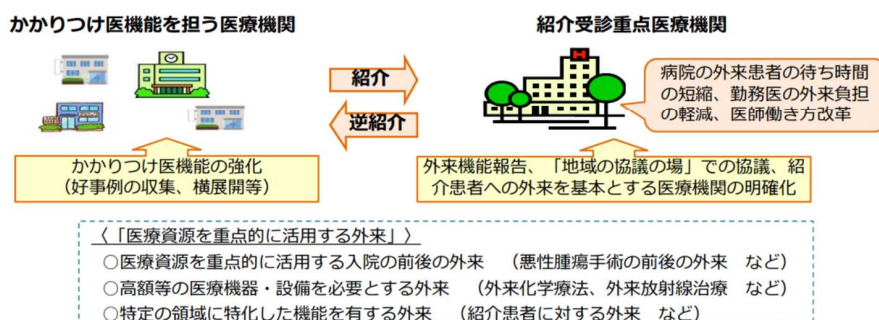 かかりつけ医機能を担う医療機関
紹介受診重点医療機関
H
紹介
逆紹介
病院の外来患者の待ち時間
の短縮、勤務医の外来負担
の軽減、医師働き方改革
かかりつけ医機能の強化
（好事例の収集、横展開等）
外来機能報告、「地域の協議の場」での協議、紹
介患者への外来を基本とする医療機関の明確化
〈「医療資源を重点的に活用する外来」〉
○医療資源を重点的に活用する入院の前後の外来　（悪性腫瘍手術の前後の外来　など）
○高額等の医療機器・設備を必要とする外来　（外来化学療法、外来放射線治療　など）
○特定の領域に特化した機能を有する外来　（紹介患者に対する外来　など）